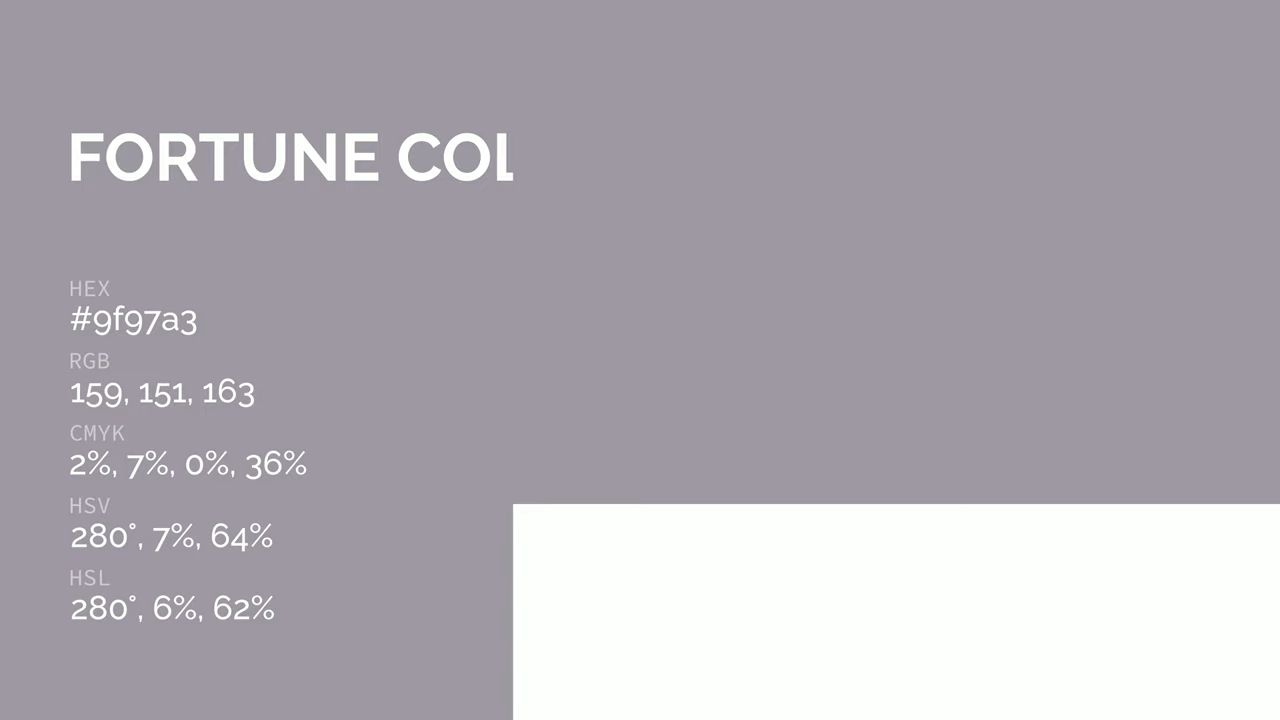 FORTUNE COL
HEX
#9f97a3
RGB
159, 151, 163
CMYK
2%, 7%, 0%, 36%
HSV
280°, 7%, 64%
HSL
280°, 6%, 62%